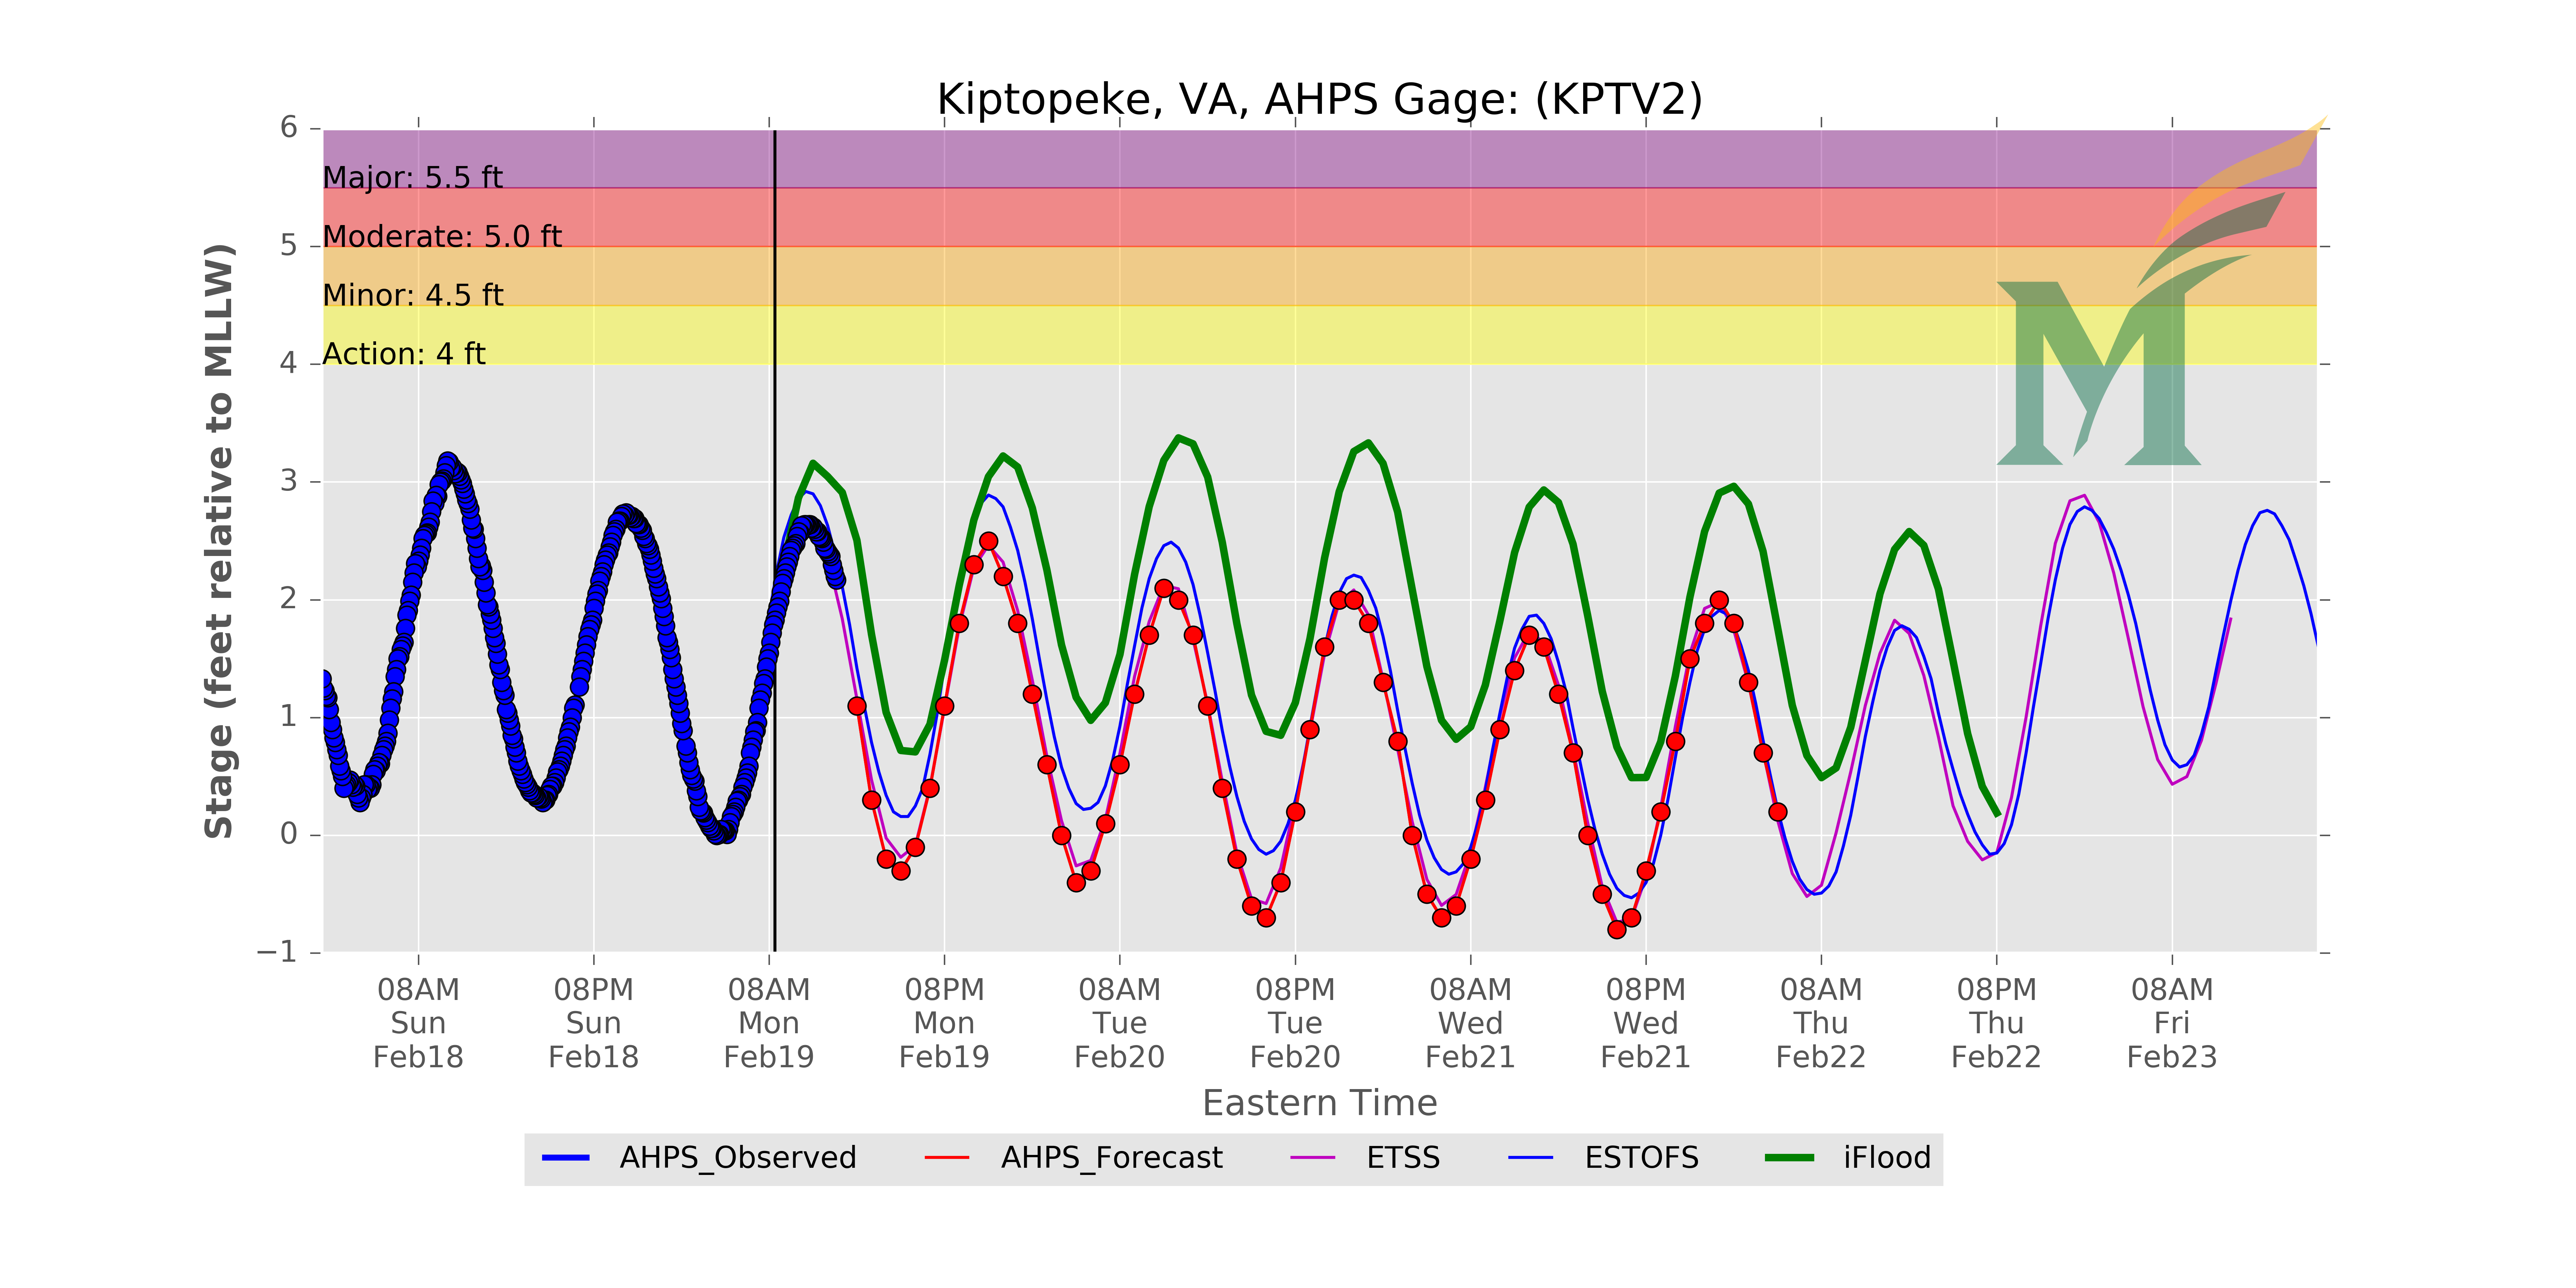 Kiptopeke, VA, AHPS Gage: (KPTV2)
6
5
4
3
2
1
0
−1
Stage (feet relative to MLLW)
Major: 5.5 ft
Moderate: 5.0 ft
Minor: 4.5 ft
Action: 4 ft
M
08AM 08PM 08AM 08PM 08AM 08PM 08AM 08PM 08AM 08PM 08AM
Sun Sun Mon Mon Tue Tue Wed Wed Thu Thu Fri
Feb18 Feb18 Feb19 Feb19 Feb20 Feb20 Feb21 Feb21 Feb22 Feb22 Feb23
Eastern Time
AHPS_Observed AHPS_Forecast ETSS ESTOFS iFlood